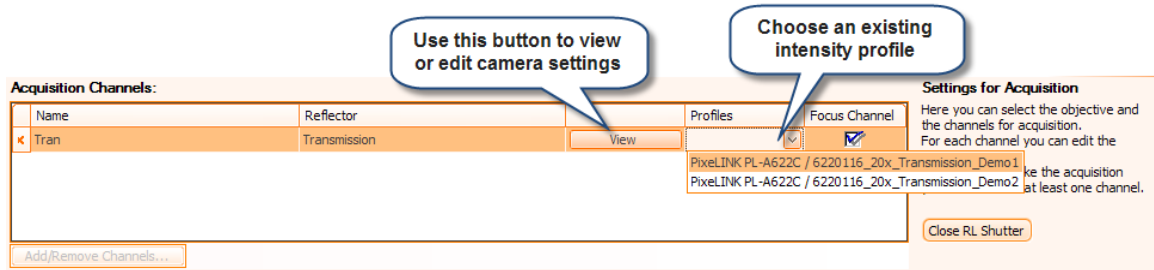 Use this button to view
or edit camera settings
Choose an existing
intensity profile
Acquisition Channels:
Name Reflector Profiles Focus Channel
Tran Transmission View
PixeLINK PL-A622C / 6220116_20x_Transmission_Demo1
PixeLINK PL-A622C / 6220116_20x_Transmission_Demo2
Add/Remove Channels...
Settings for Acquisition
Here you can select the objective and
the channels for acquisition.
For each channel you can edit the
ke the acquisition
at least one channel.
Close RL Shutter